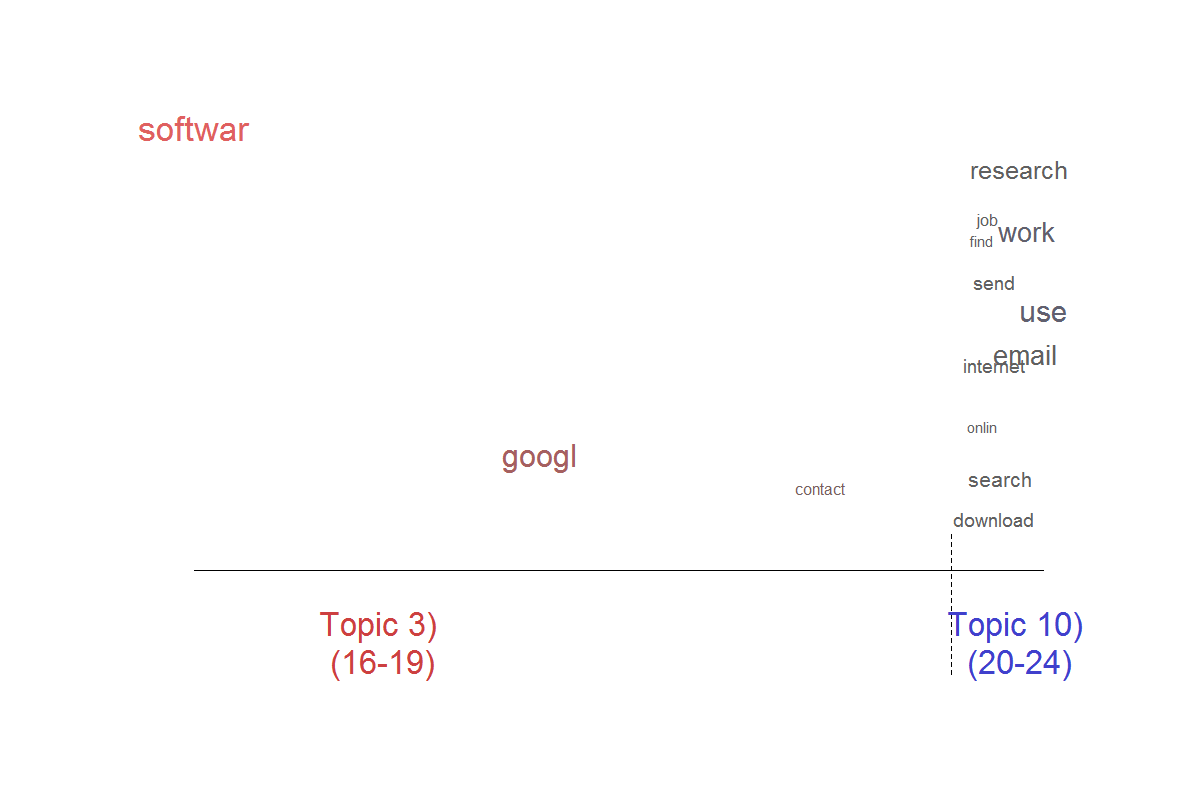 softwar
research
job
work
find
send
use
email
internet
onlin
googl
search
contact
download
Topic 3)
(16-19)
Topic 10)
(20-24)